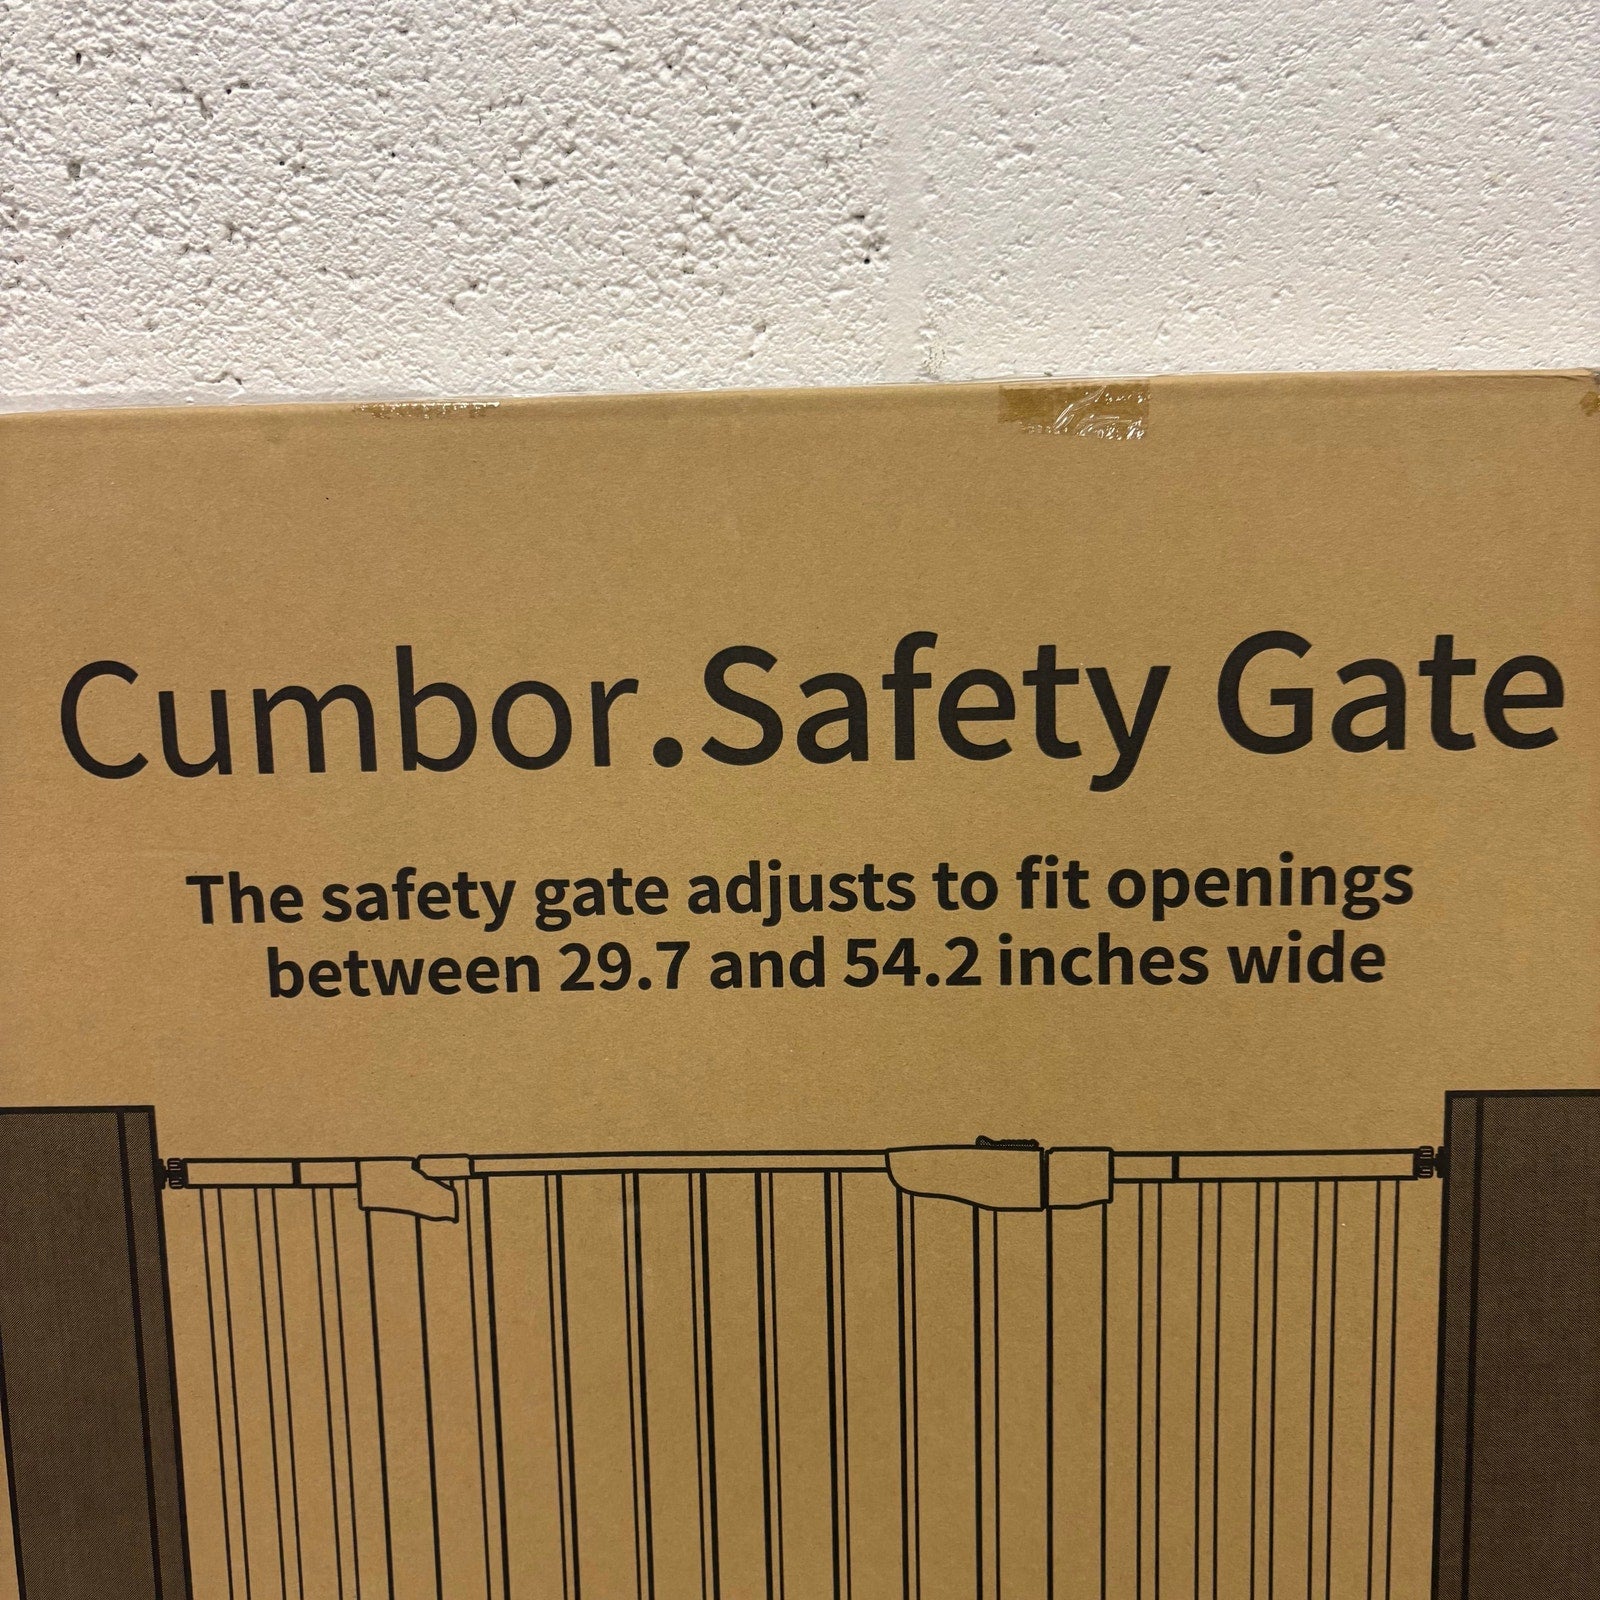 Cumbor.Safety Gate
The safety gate adjusts to fit openings
between 29.7 and 54.2 inches wide